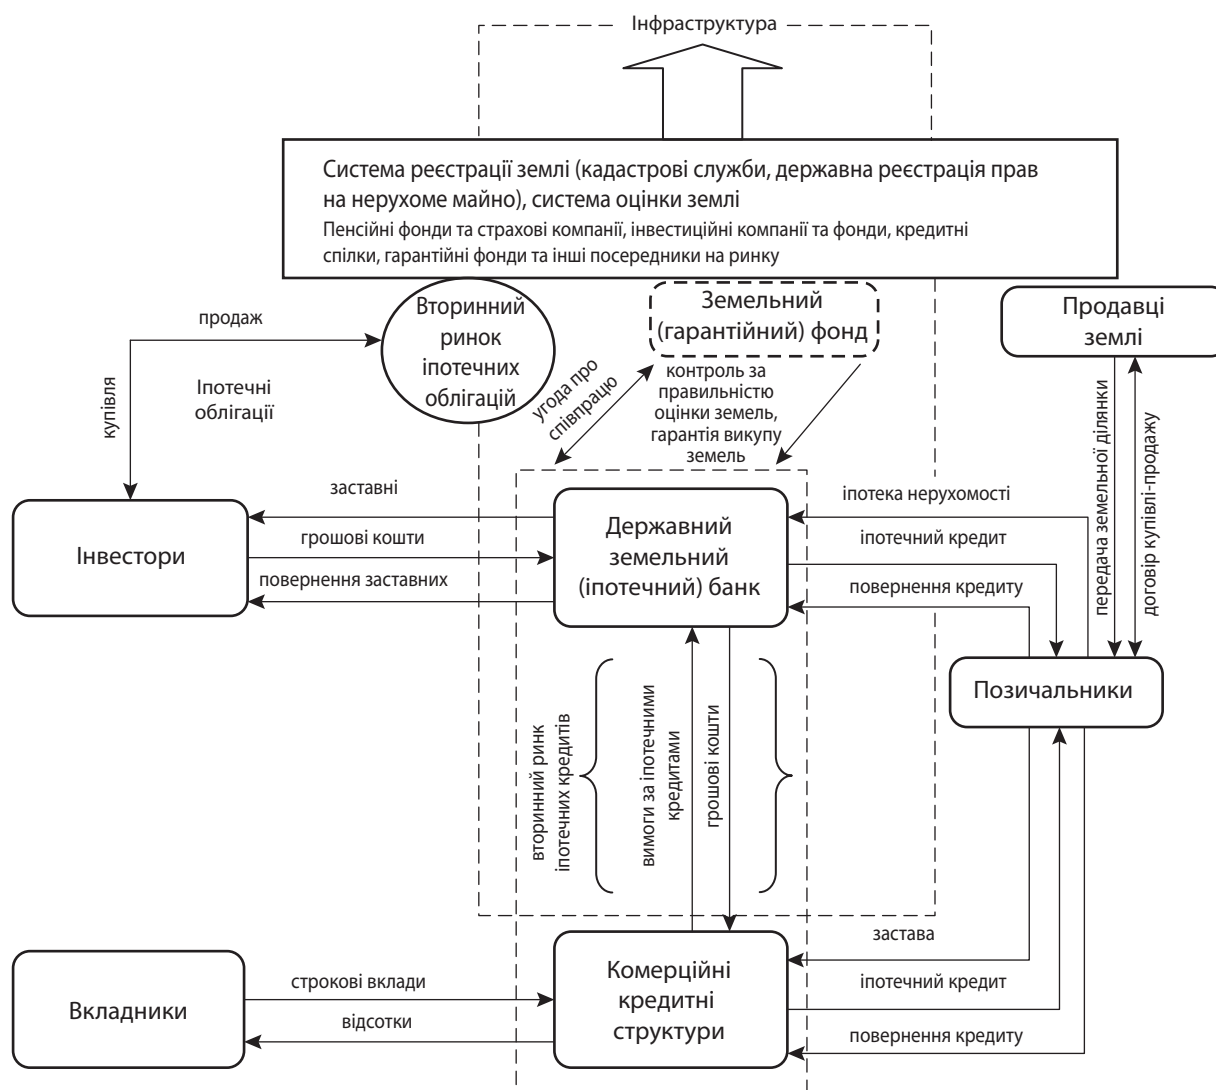 Інфраструктура
Система реєстрації землі (кадастрові служби, державна реєстрація прав
на нерухоме майно), система оцінки землі
Пенсійні фонди та страхові компанії, інвестиційні компанії та фонди, кредитні
спілки, гарантійні фонди та інші посередники на ринку
Вторинний
ринок
іпотечних
облігацій
Земельний
(гарантійний) фонд
Продавці
землі
продаж
купівля
Іпотечні
облігації
угода про
співпрацю
контроль за
правильністю
оцінки земель,
гарантія викупу
земель
передача земельної ділянки
договір купівлі-продажу
Інвестори
заставні
грошові кошти
повернення заставних
Державний
земельний
(іпотечний) банк
іпотека нерухомості
іпотечний кредит
повернення кредиту
Позичальники
вторинний ринк
іпотечних кредитів
вимоги за іпотечними
кредитами
грошові кошти
Вкладники
строкові вклади
відсотки
Комерційні
кредитні
структури
застава
іпотечний кредит
повернення кредиту